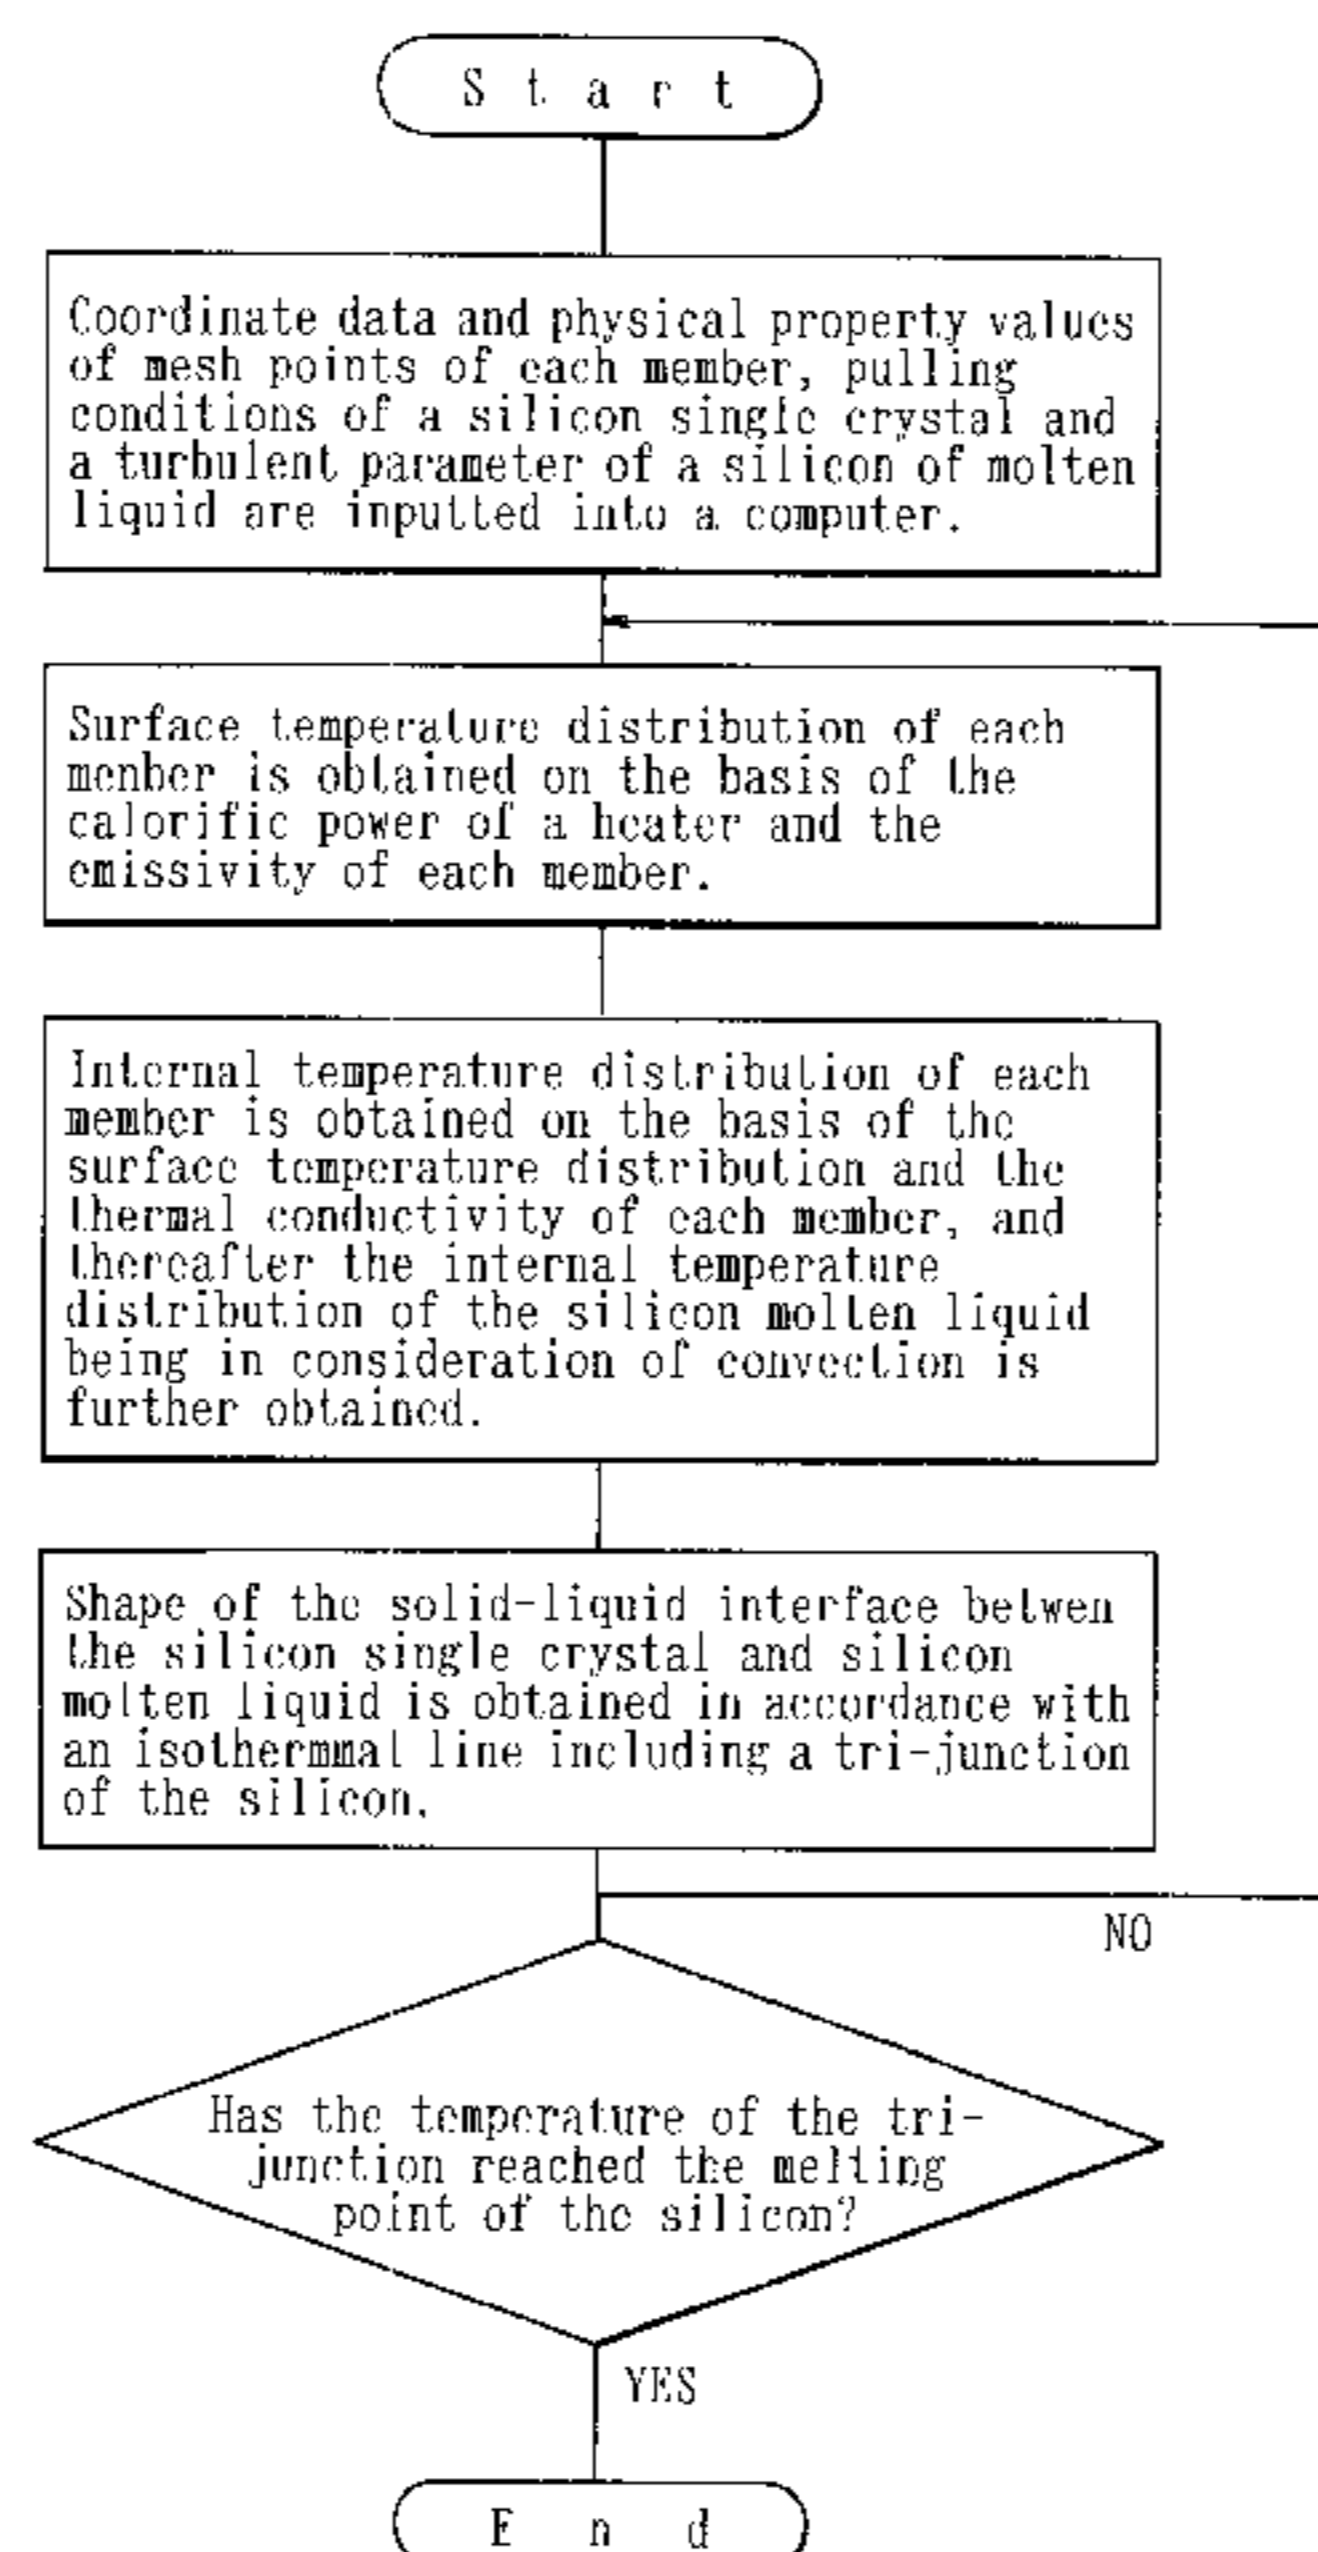 Start
Coordinate data and physical property values
of mesh points of each member, pulling
conditions of a silicon single crystal and
a turbulent parameter of a silicon of molten
liquid are inputted into a computer.
Surface temperature distribution of each
menber is obtained on the basis of the
calorific power of a heater and the
emissivity of each member.
Internal temperature distribution of each
member is obtained on the basis of the
surface temperature distribution and the
thermal conductivity of each member, and
thereafter the internal temperature
distribution of the silicon molten liquid
being in consideration of convection is
further obtained.
Shape of the solid-liquid interface betwen
the silicon single crystal and silicon
molten liquid is obtained in accordance with
an isothermmal line including a tri-junction
of the silicon.
NO
Has the temperature of the tri-
junction reached the melting
point of the silicon?
YES
End